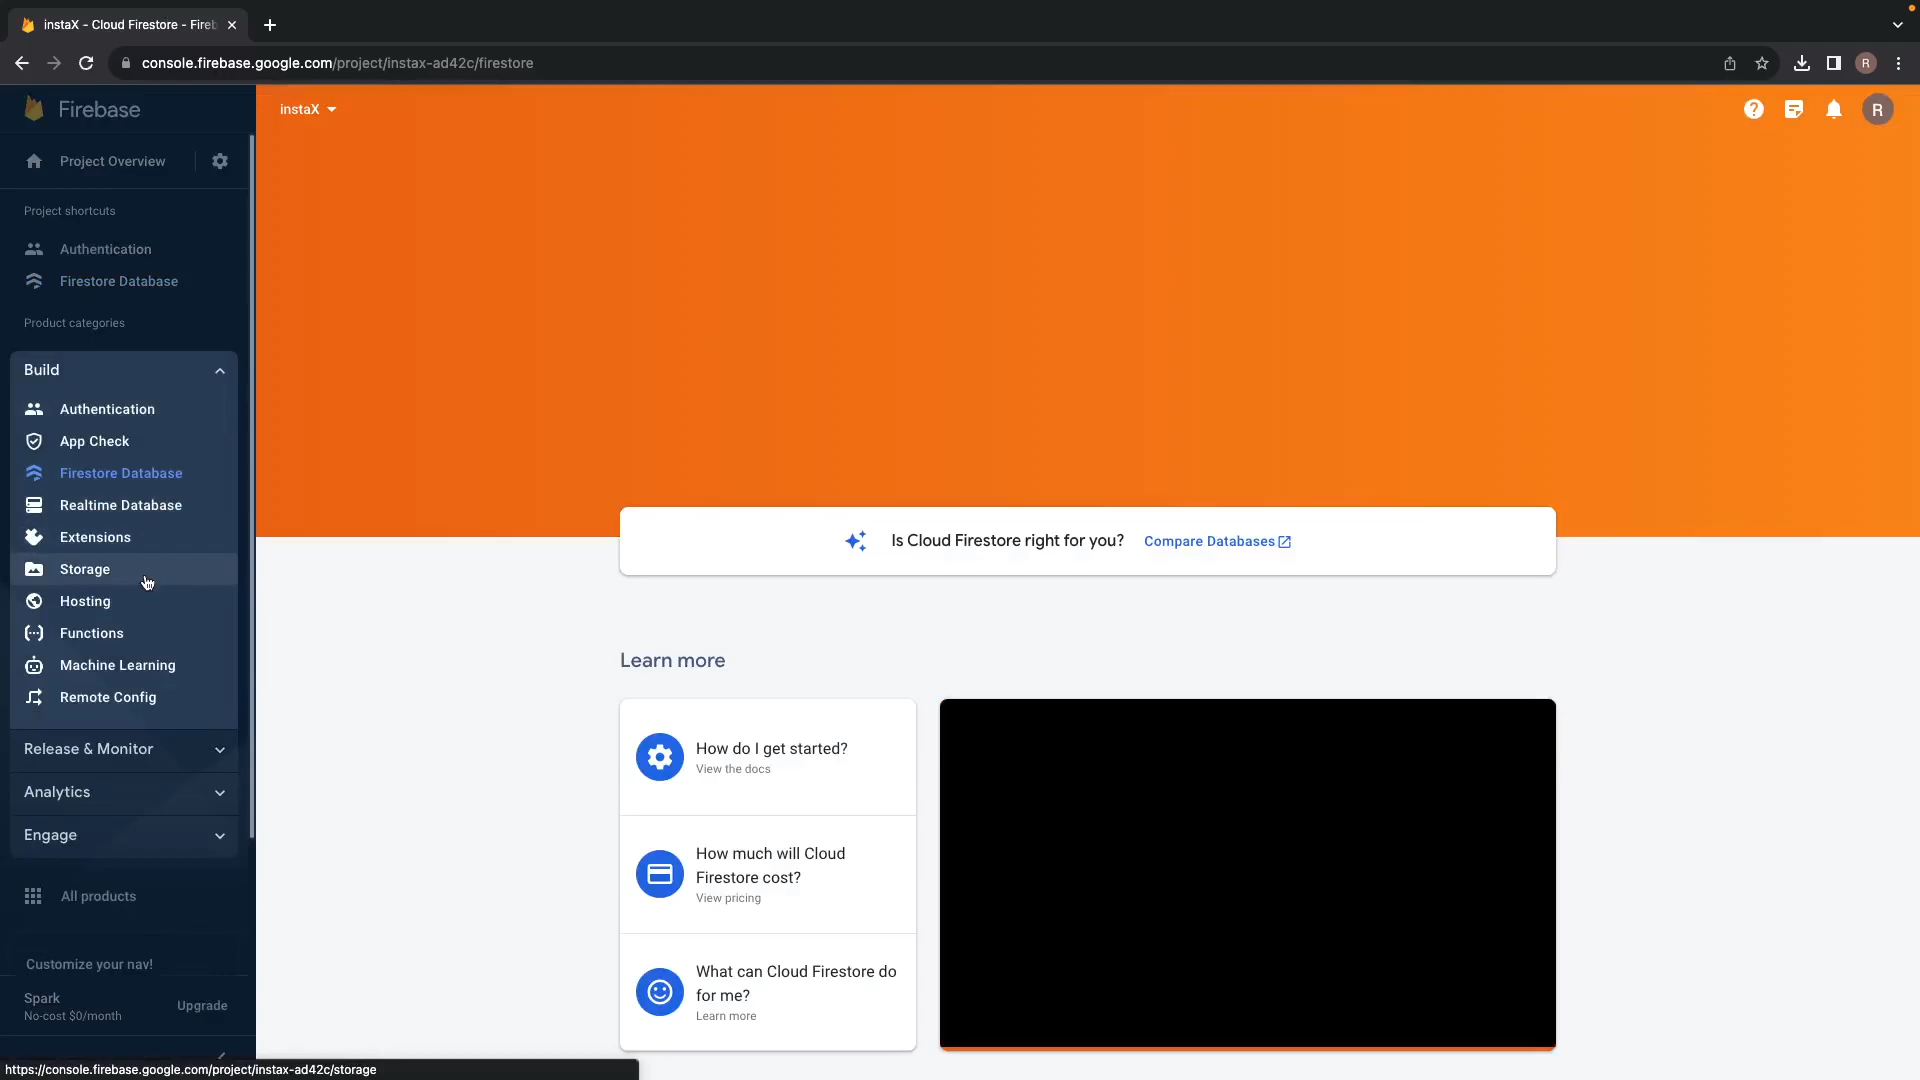 instaX - Cloud Firestore - Fireb
console.firebase.google.com/project/instax-ad42c/firestore
R
Firebase
instaX
R
Project Overview
Project shortcuts
Authentication
Firestore Database
Product categories
Build
Authentication
App Check
Firestore Database
Realtime Database
Extensions
Storage
Hosting
Functions
Machine Learning
Remote Config
Release & Monitor
Analytics
Engage
All products
Customize your nav!
Spark
No-cost $0/month
Upgrade
Is Cloud Firestore right for you? Compare Databases
Learn more
How do I get started?
View the docs
How much will Cloud
Firestore cost?
View pricing
What can Cloud Firestore do
for me?
Learn more
https://console.firebase.google.com/project/instax-ad42c/storage